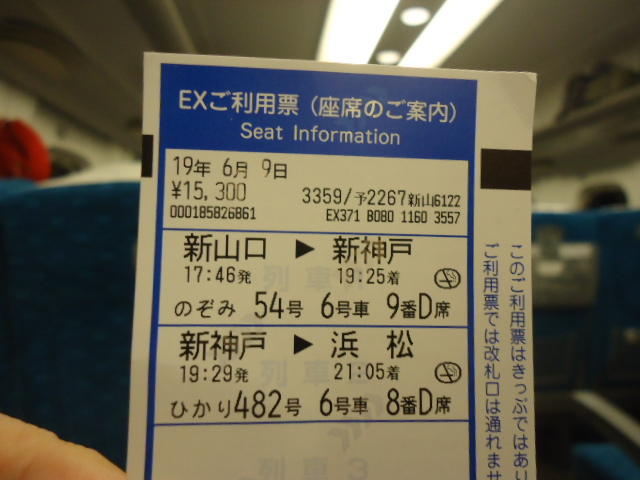 EXご利用票（座席のご案内）
Seat Information
19年 6月 9日
¥15,300
3359/予2267新山6122
000185826861
EX371 B080 1160 3557
新山口 ▶ 新神戸
17:46発 19:25着
のぞみ 54号 6号車 9番D席
新神戸 ▶ 浜 松
19:29発 21:05着
ひかり482号 6号車 8番D席
列車3
このご利用票はきっぷではあり
ご利用票では改札口は通れませ